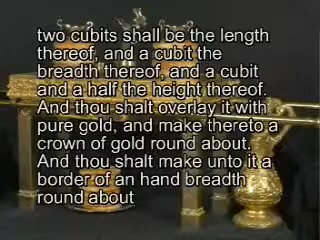 two cubits shall be the length
thereof, and a cubit the
breadth thereof, and a cubit
and a half the height thereof.
And thou shalt overlay it with
pure gold, and make thereto a
crown of gold round about.
And thou shalt make unto it a
border of an hand breadth
round about